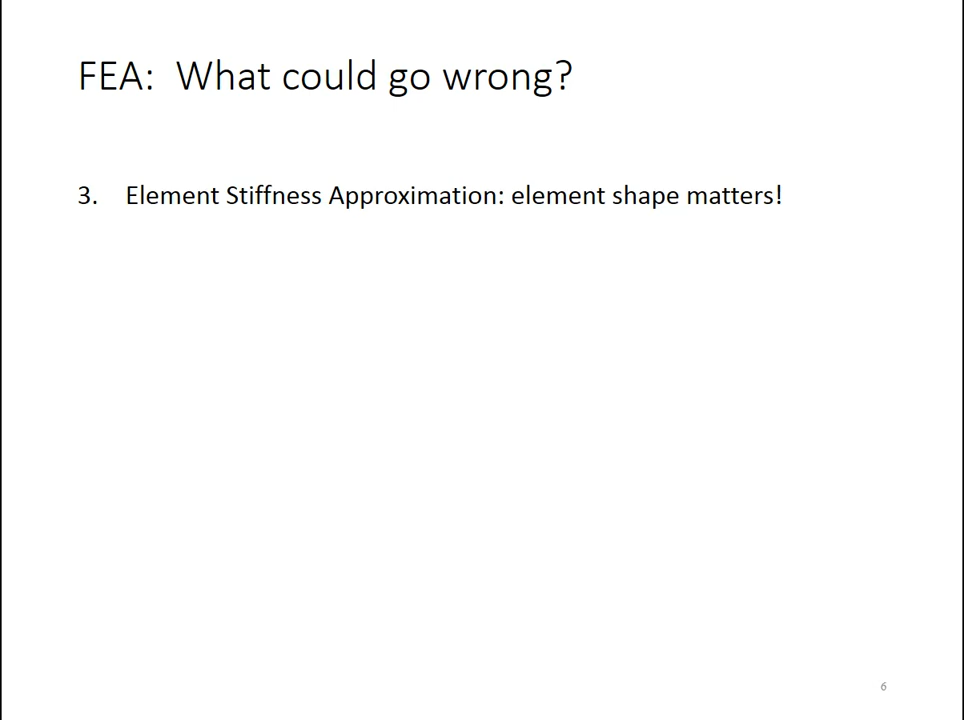 FEA: What could go wrong?
3. Element Stiffness Approximation: element shape matters!
6